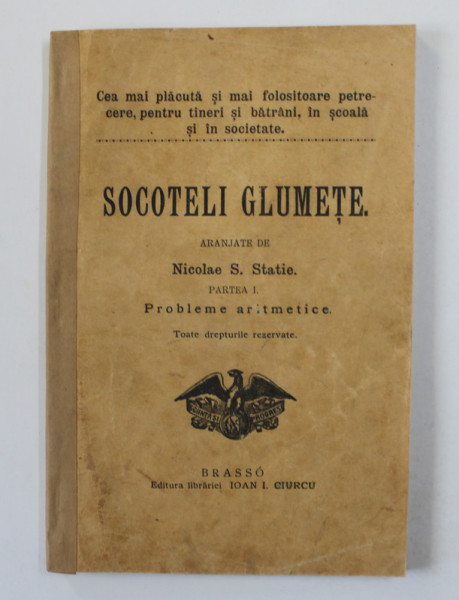 Cea mai plăcută și mai folositoare petre-
cere, pentru tineri și bătrâni, în școală
și în societate.
SOCOTELI GLUMEȚE.
ARANJATE DE
Nicolae S. Statie.
PARTEA I.
Probleme aritmetice.
Toate drepturile rezervate.
BRASSÓ
Editura librăriei IOAN I. CIURCU